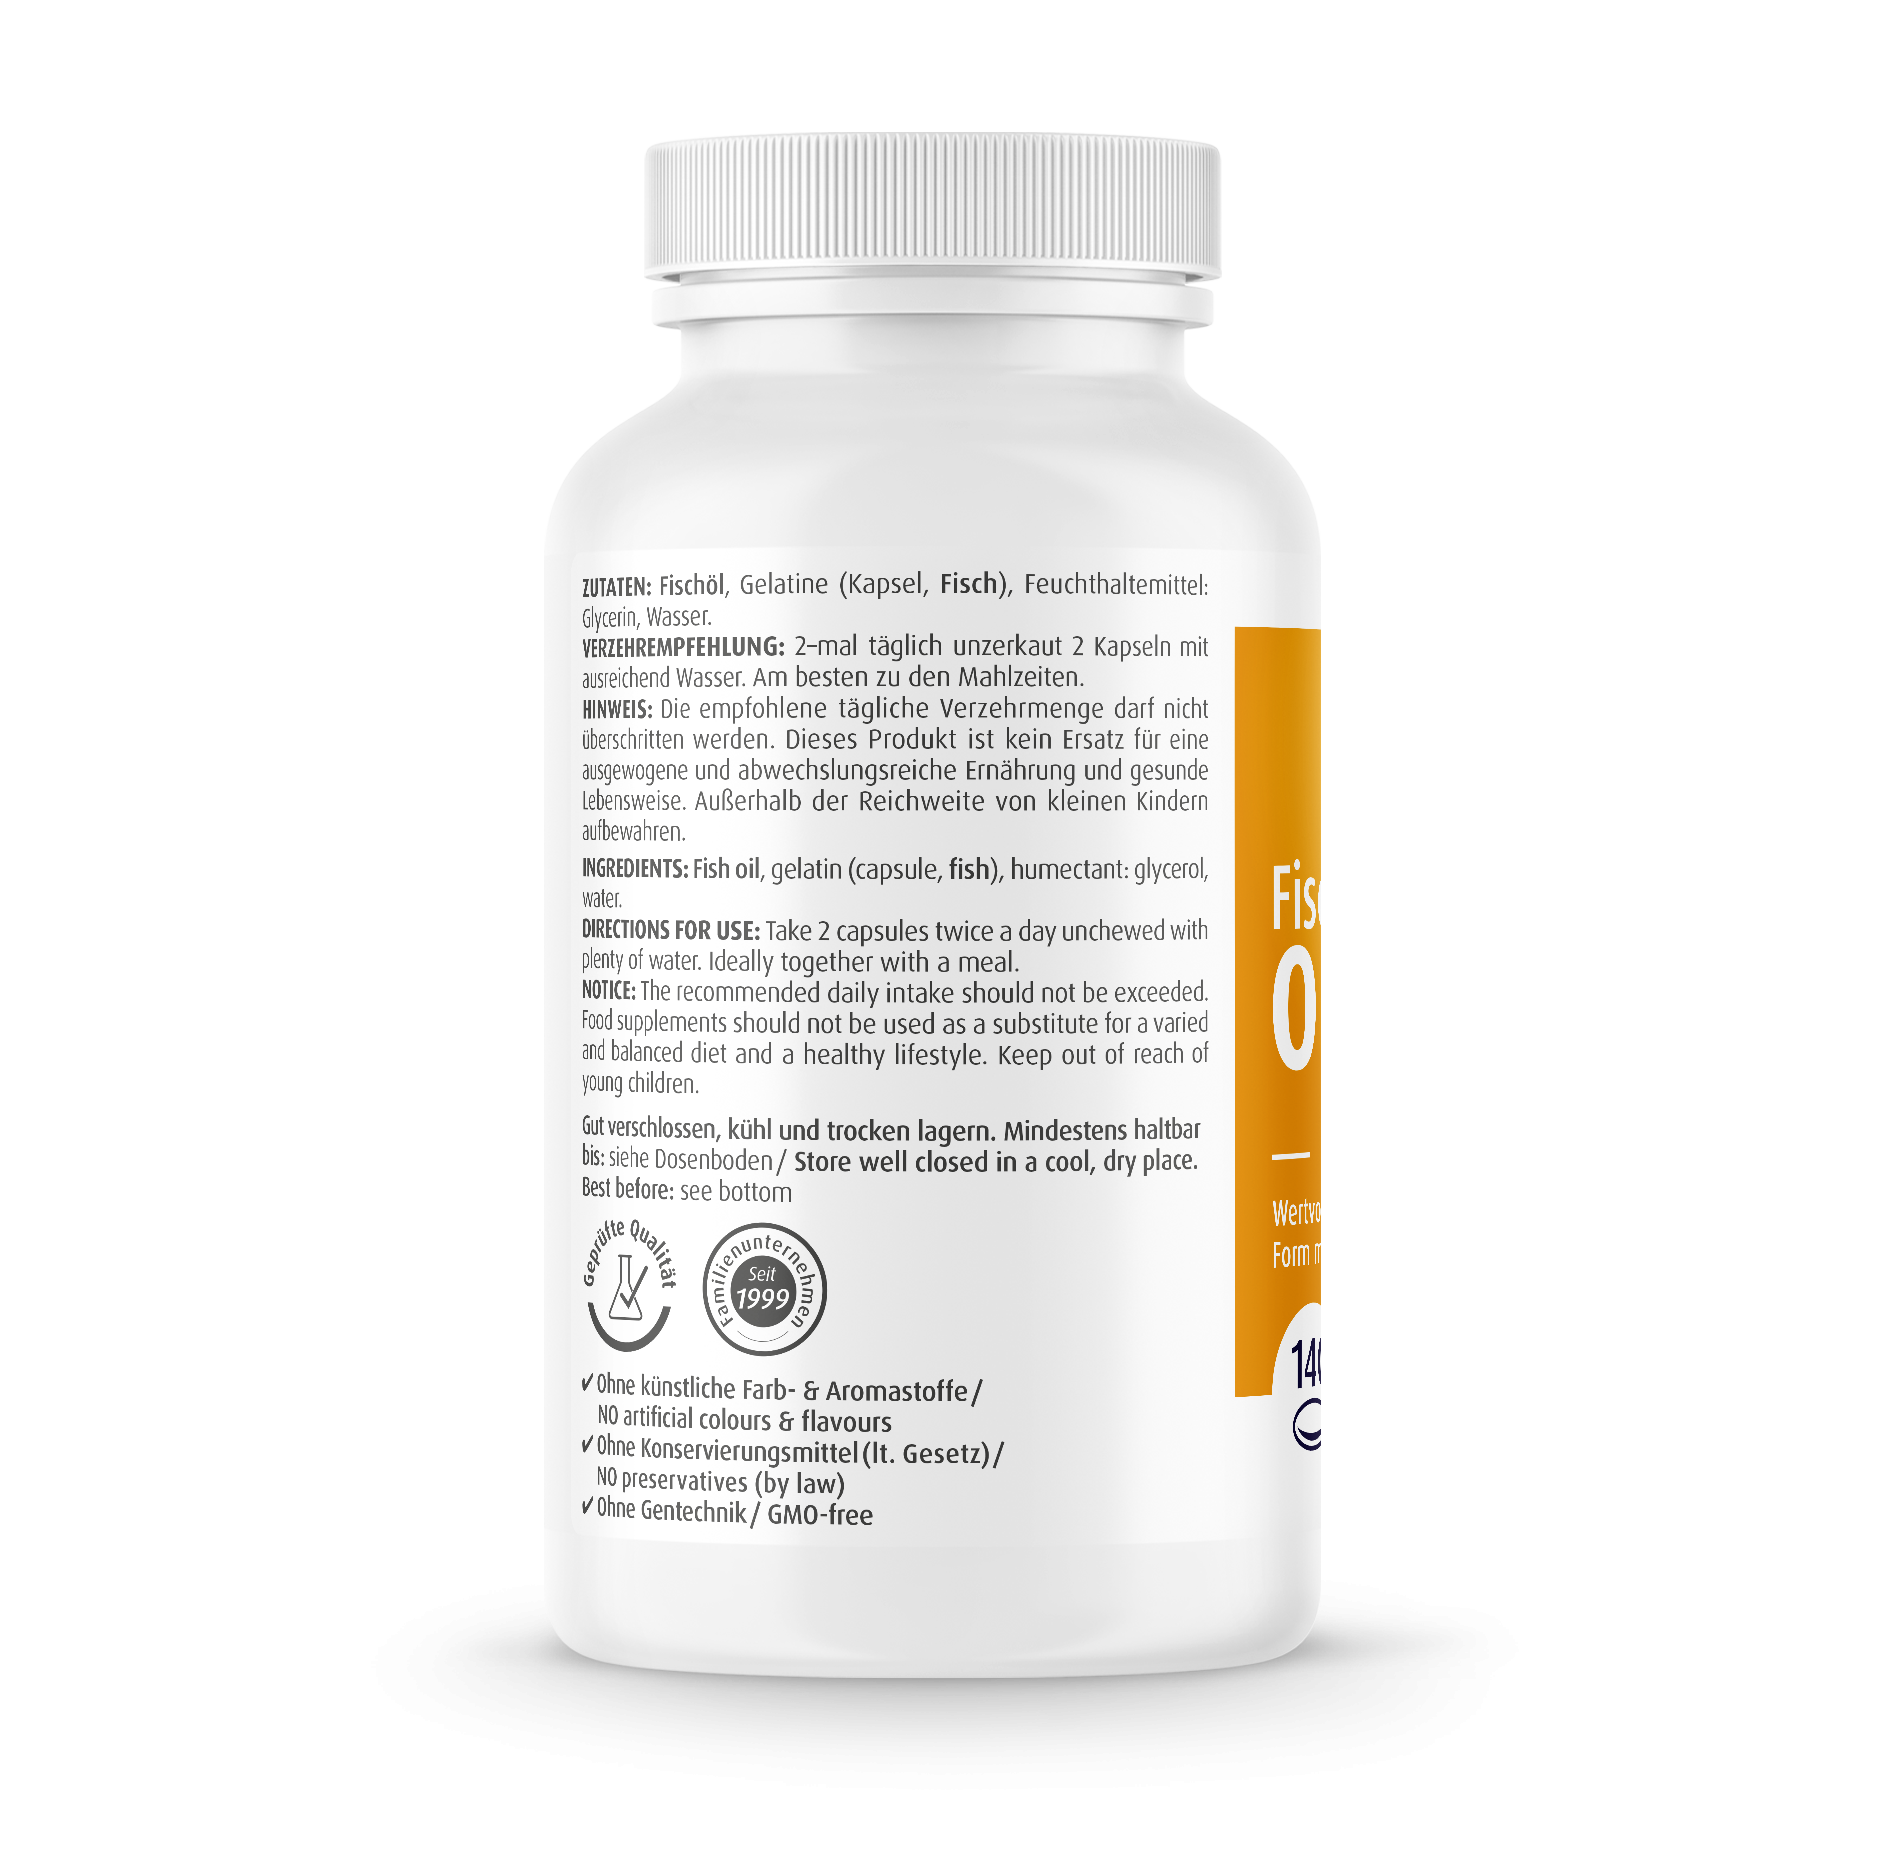 ZUTATEN: Fischöl, Gelatine (Kapsel, Fisch), Feuchthaltemittel:
Glycerin, Wasser.
VERZEHREMPFEHLUNG: 2-mal täglich unzerkaut 2 Kapseln mit
ausreichend Wasser. Am besten zu den Mahlzeiten.
HINWEIS: Die empfohlene tägliche Verzehrmenge darf nicht
überschritten werden. Dieses Produkt ist kein Ersatz für eine
ausgewogene und abwechslungsreiche Ernährung und gesunde
Lebensweise. Außerhalb der Reichweite von kleinen Kindern
aufbewahren.
INGREDIENTS: Fish oil, gelatin (capsule, fish), humectant: glycerol,
water.
DIRECTIONS FOR USE: Take 2 capsules twice a day unchewed with
plenty of water. Ideally together with a meal.
NOTICE: The recommended daily intake should not be exceeded.
Food supplements should not be used as a substitute for a varied
and balanced diet and a healthy lifestyle. Keep out of reach of
young children.
Gut verschlossen, kühl und trocken lagern. Mindestens haltbar
bis: siehe Dosenboden / Store well closed in a cool, dry place.
Best before: see bottom
Geprüfte Qualität
Familienunternehmen
Seit
1999
✓ Ohne künstliche Farb- & Aromastoffe /
NO artificial colours & flavours
✓ Ohne Konservierungsmittel (lt. Gesetz) /
NO preservatives (by law)
✓ Ohne Gentechnik / GMO-free
Form